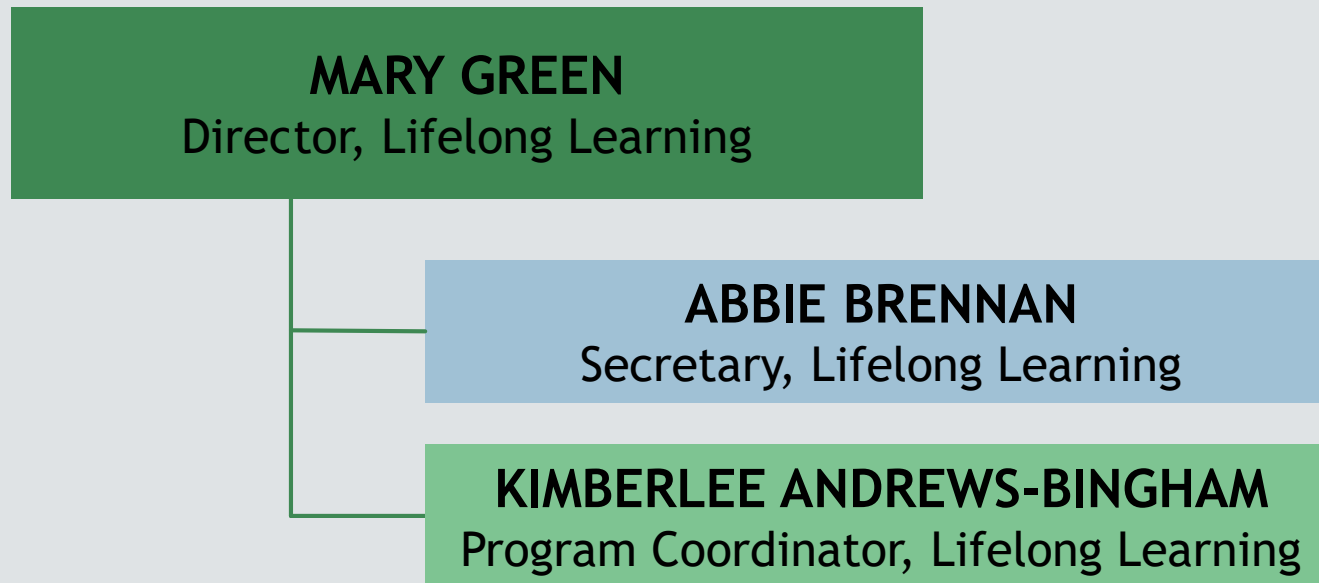 MARY GREEN
Director, Lifelong Learning
ABBIE BRENNAN
Secretary, Lifelong Learning
KIMBERLEE ANDREWS-BINGHAM
Program Coordinator, Lifelong Learning